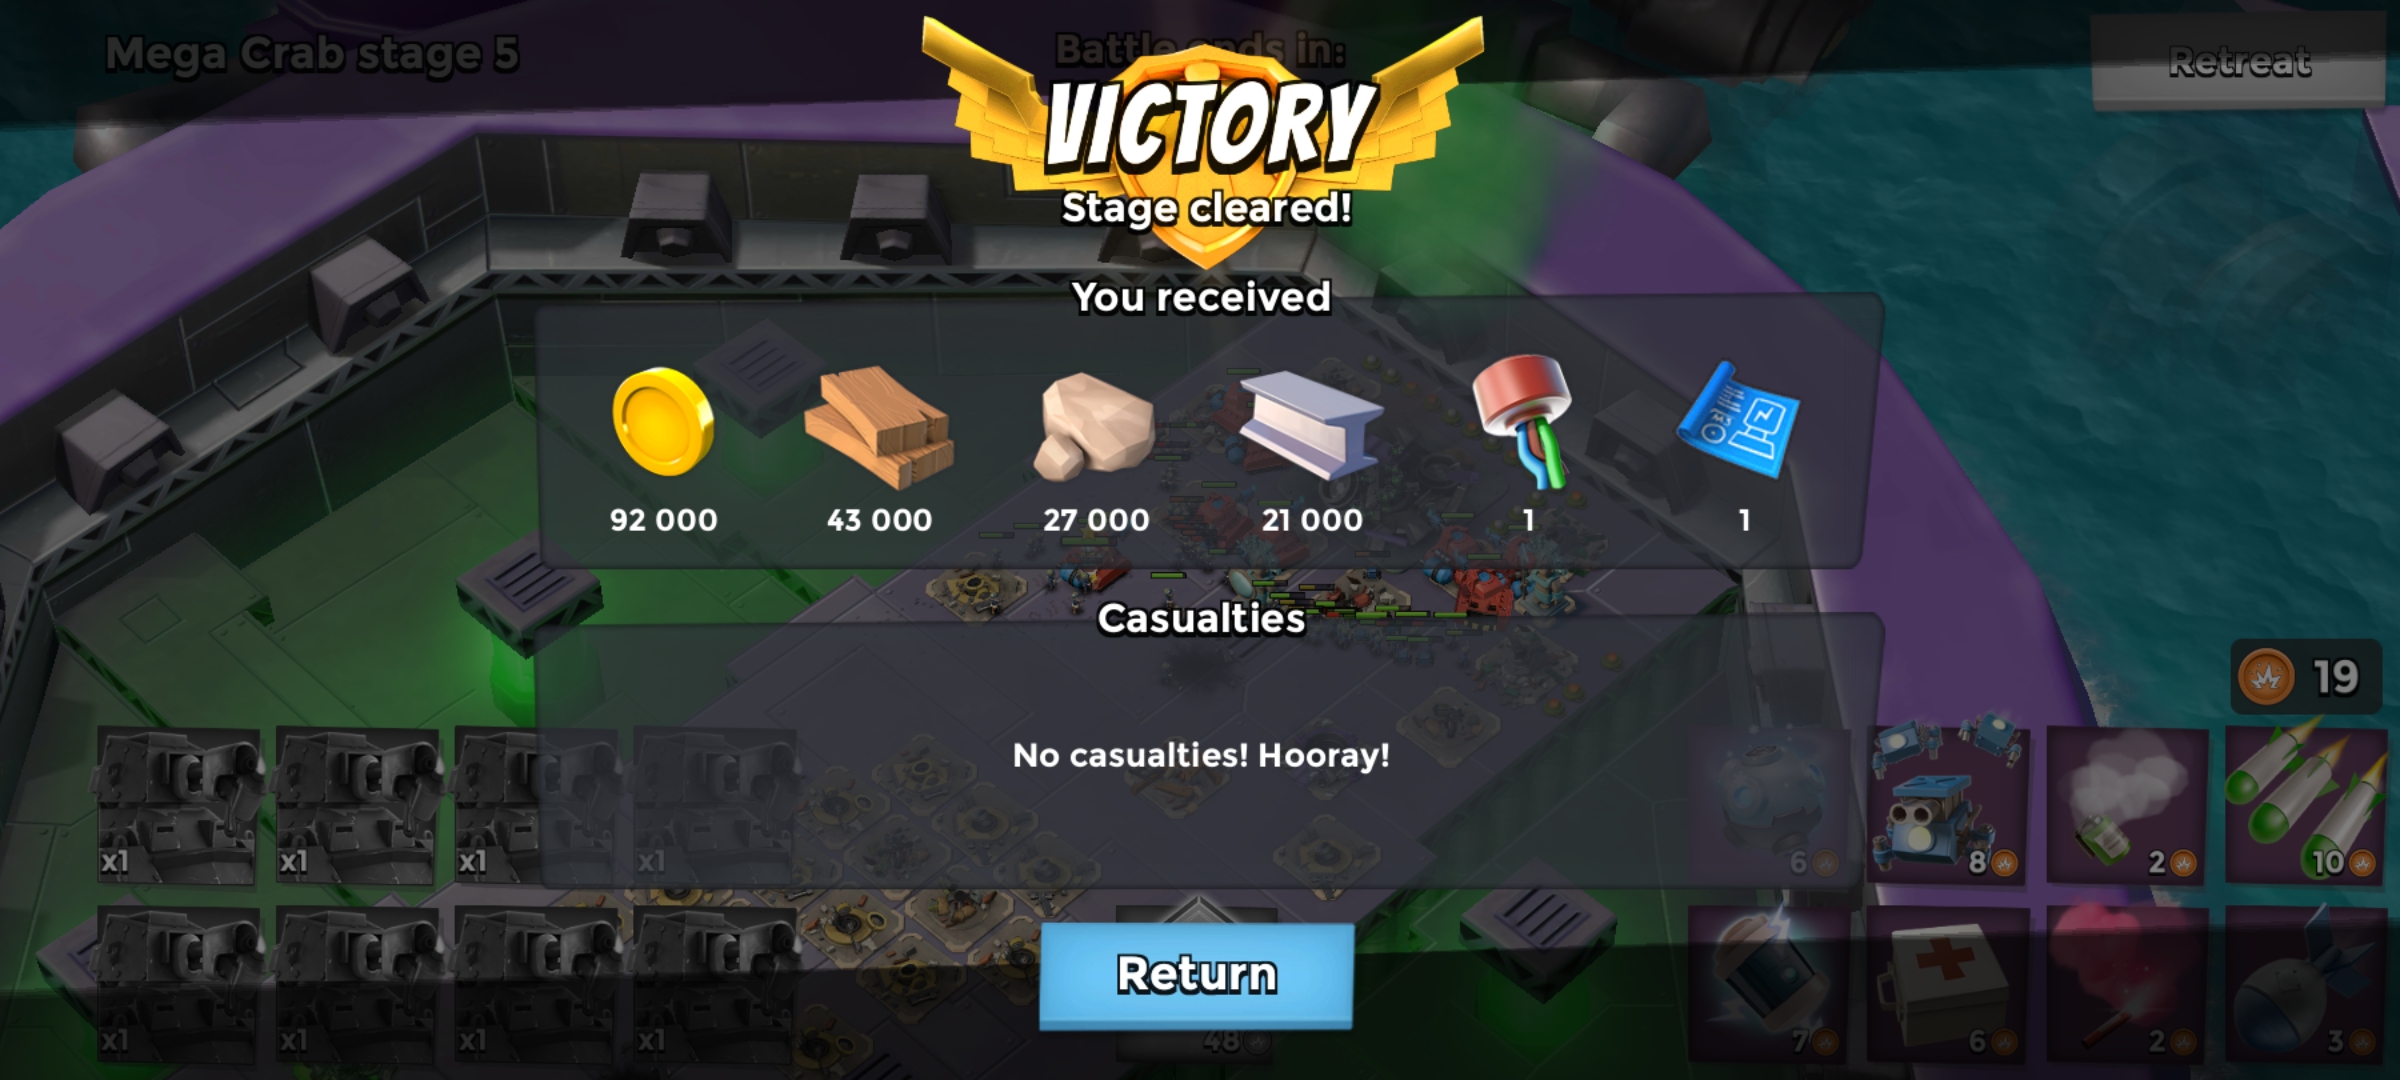 Mega Crab stage 5
Battle ends in:
Retreat
VICTORY
Stage cleared!
You received
92 000
43 000
27 000
21 000
1
1
Casualties
No casualties! Hooray!
19
x1
x1
x1
x1
6
8
2
10
x1
x1
x1
x1
Return
48
7
6
2
3